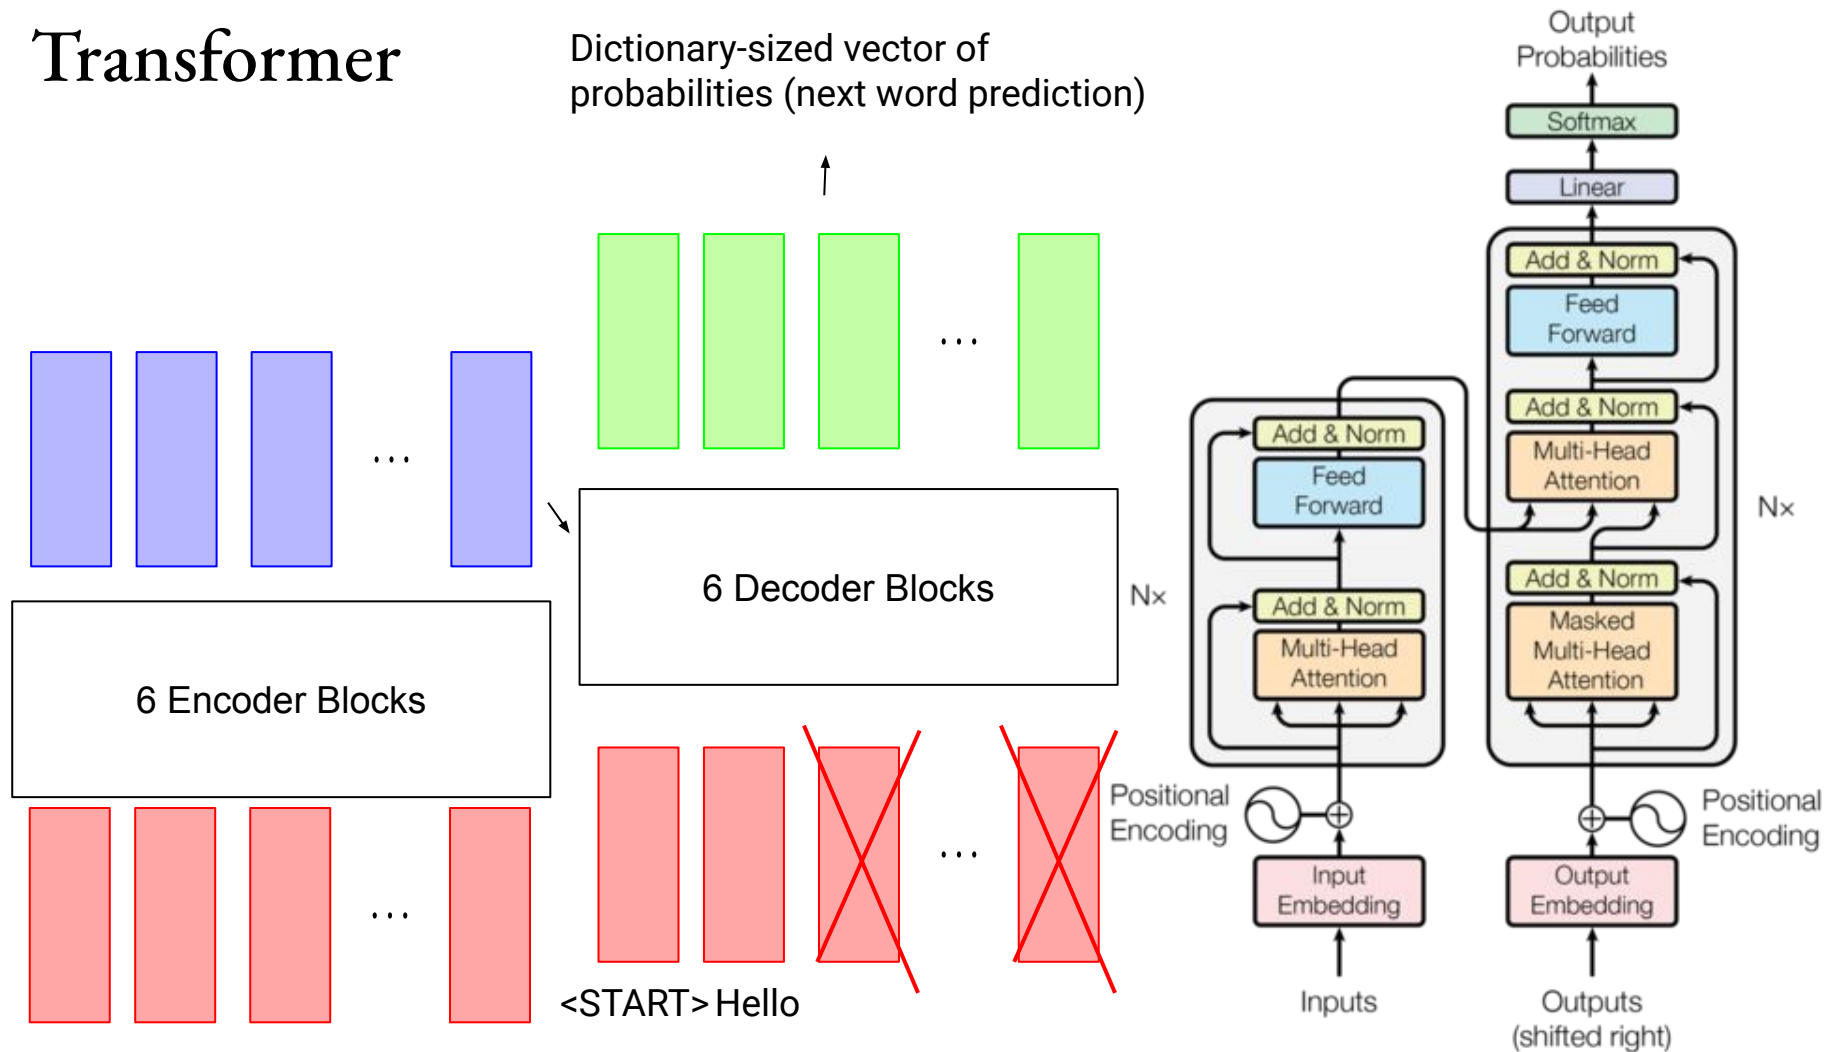 Transformer
Dictionary-sized vector of
probabilities (next word prediction)
...
...
6 Decoder Blocks
6 Encoder Blocks
...
...
<START> Hello
Output
Probabilities
Softmax
Linear
Add & Norm
Feed
Forward
Add & Norm
Multi-Head
Attention
Nx
Add & Norm
Masked
Multi-Head
Attention
Add & Norm
Feed
Forward
Nx
Add & Norm
Multi-Head
Attention
Positional
Encoding
Positional
Encoding
Input
Embedding
Output
Embedding
Inputs
Outputs
(shifted right)